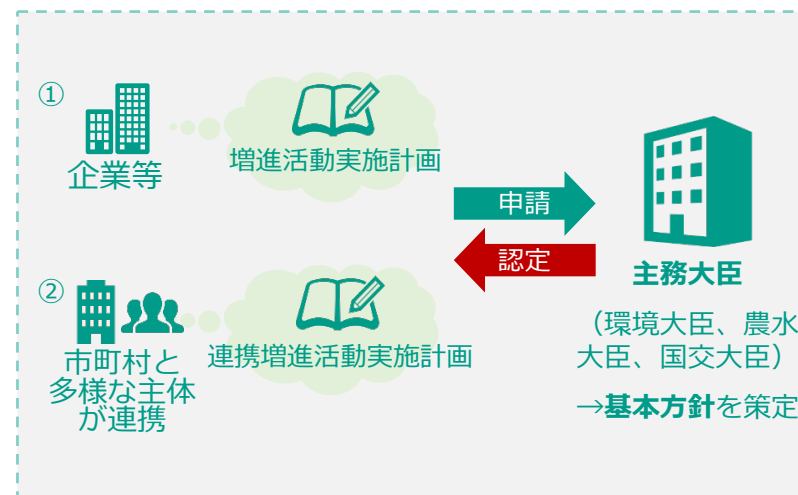 ①
企業等
増進活動実施計画
②
市町村と
多様な主体
が連携
連携増進活動実施計画
申請
認定
主務大臣
（環境大臣、農水
大臣、国交大臣）
→基本方針を策定